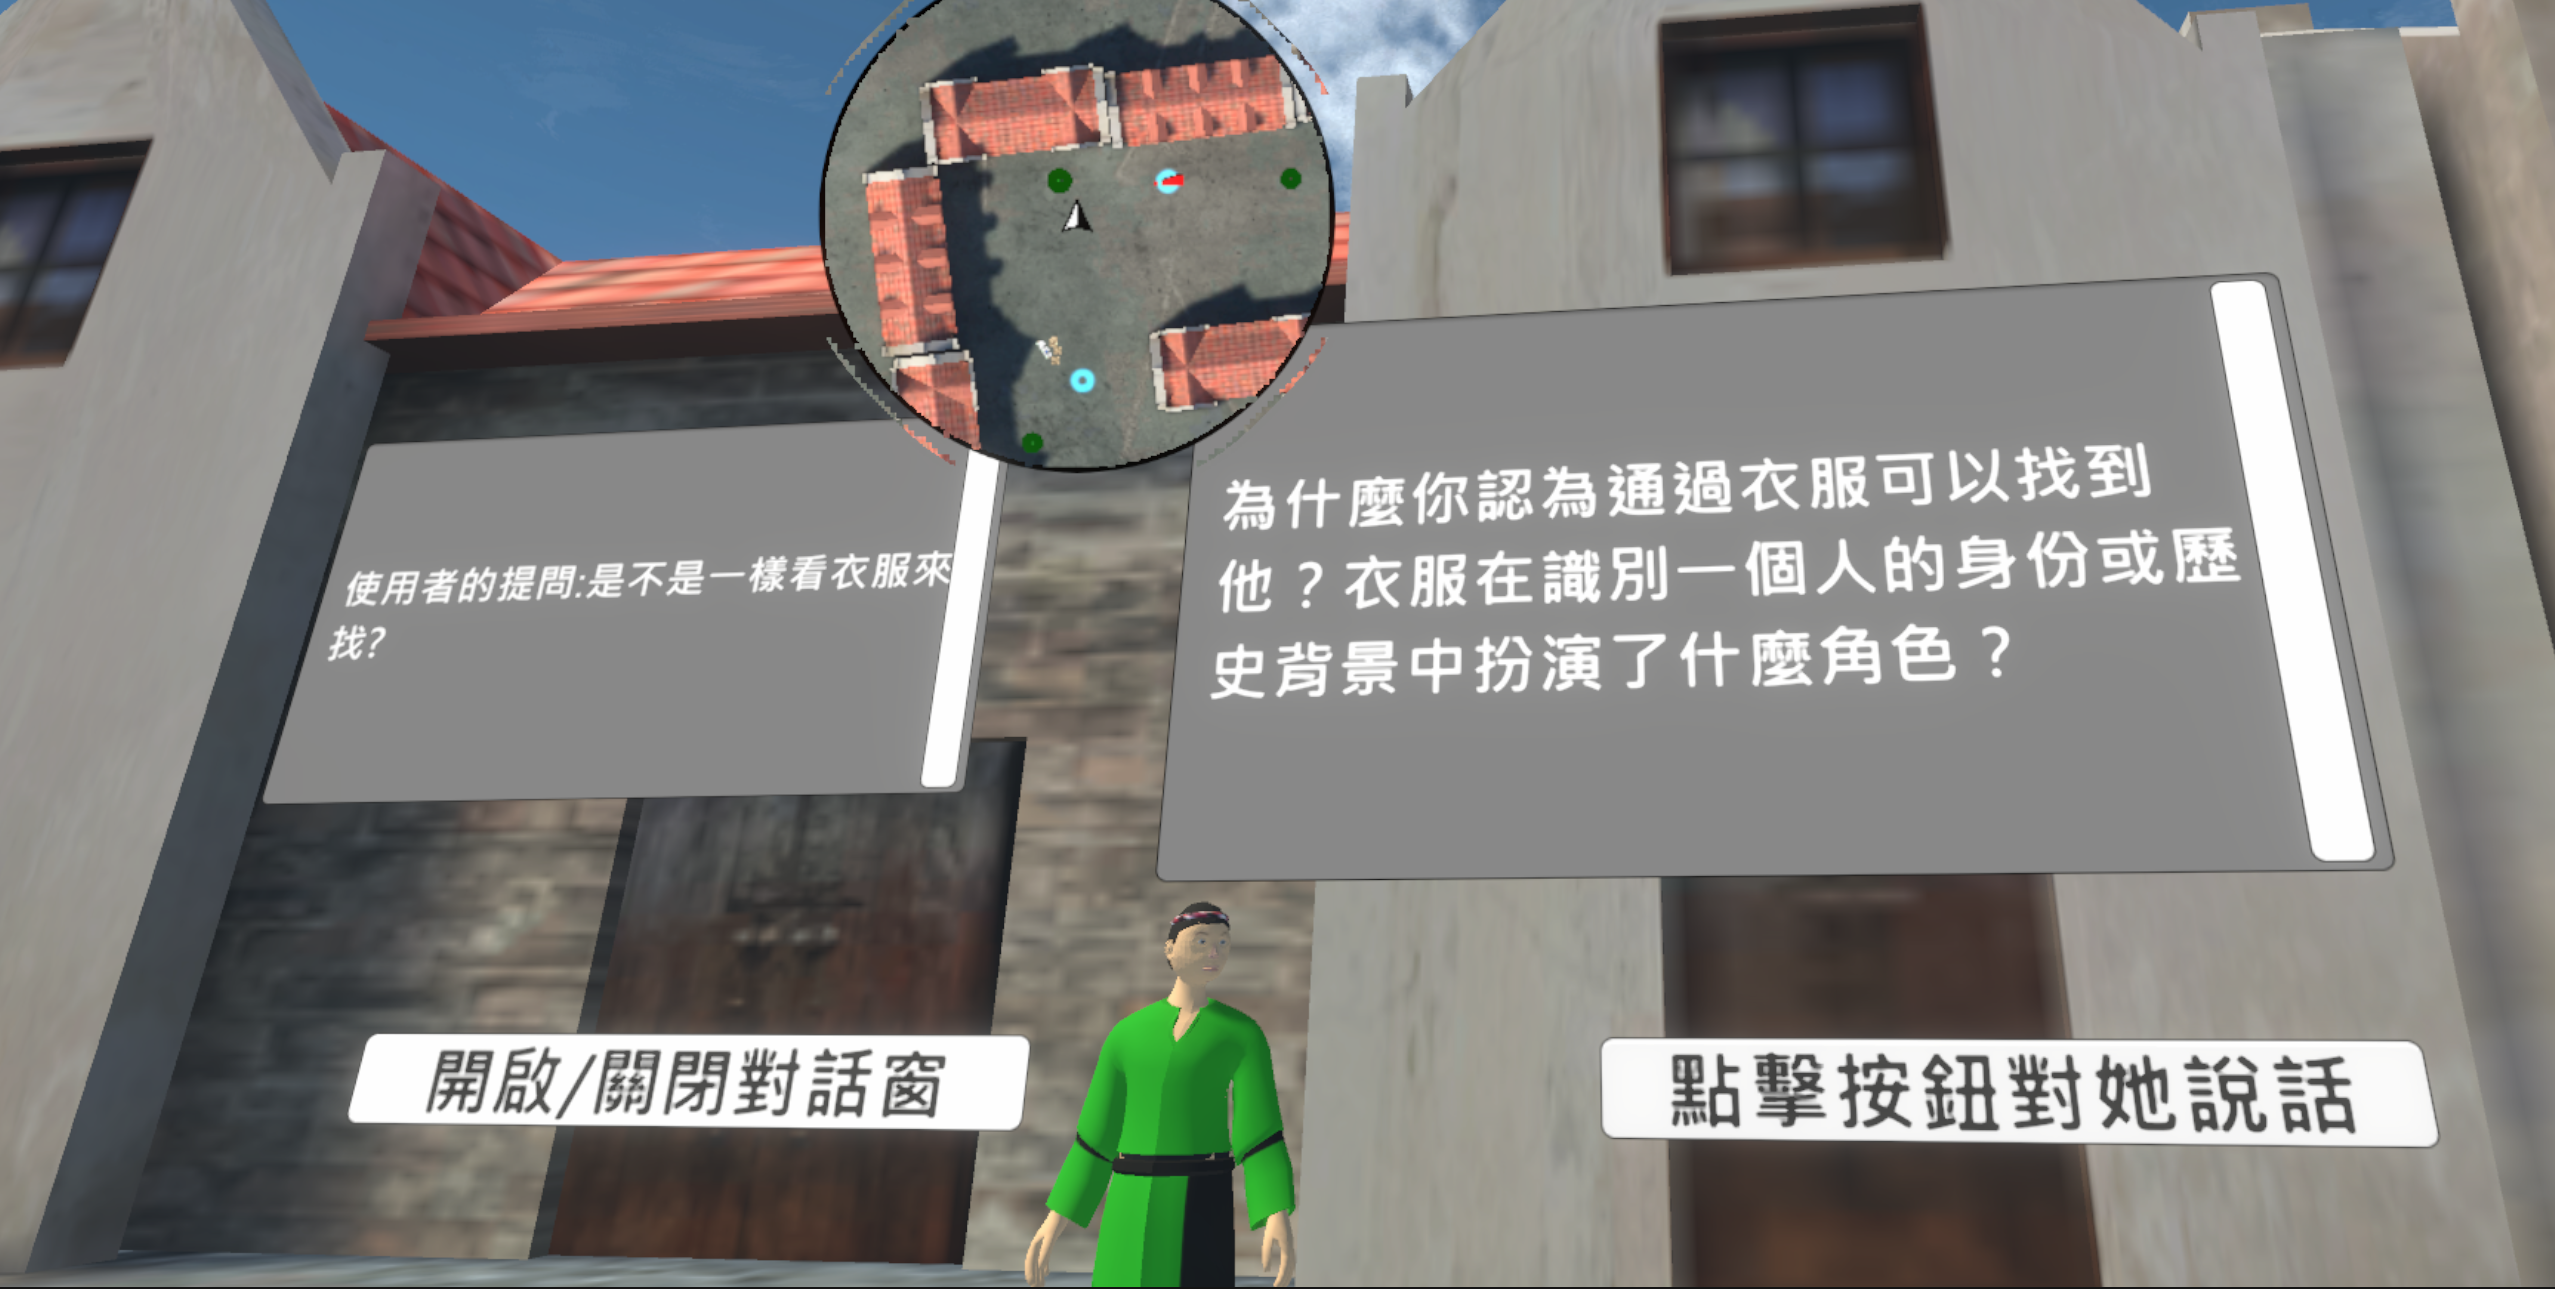 使用者的提問:是不是一樣看衣服來
找?
為什麼你認為通過衣服可以找到
他？衣服在識別一個人的身份或歷
史背景中扮演了什麼角色？
開啟/關閉對話窗
點擊按鈕對她說話